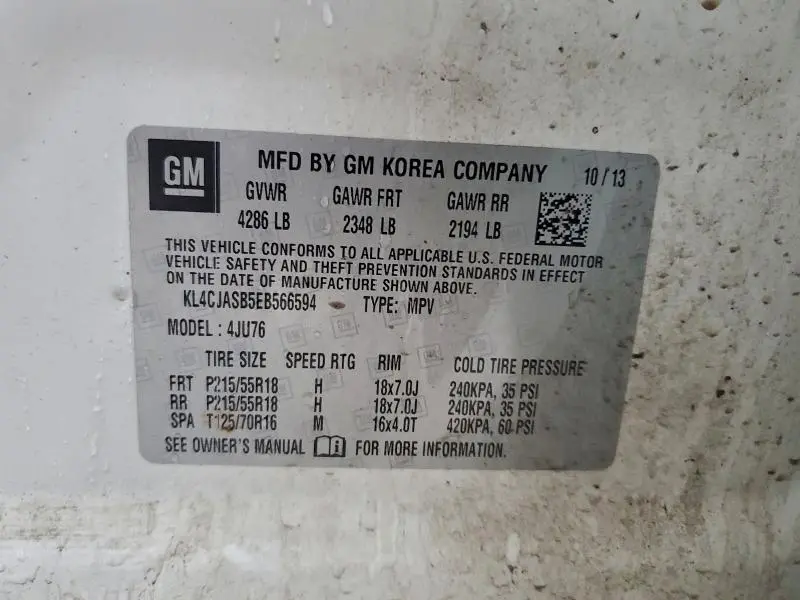 GM MFD BY GM KOREA COMPANY 10/13
GVWR GAWR FRT GAWR RR
4286 LB 2348 LB 2194 LB
THIS VEHICLE CONFORMS TO ALL APPLICABLE U.S. FEDERAL MOTOR
VEHICLE SAFETY AND THEFT PREVENTION STANDARDS IN EFFECT
ON THE DATE OF MANUFACTURE SHOWN ABOVE.
KL4CJASB5EB566594 TYPE: MPV
MODEL : 4JU76
TIRE SIZE SPEED RTG RIM COLD TIRE PRESSURE
FRT P215/55R18 H 18x7.0J 240KPA, 35 PSI
RR P215/55R18 H 18x7.0J 240KPA, 35 PSI
SPA T125/70R16 M 16x4.0T 420KPA, 60 PSI
SEE OWNER'S MANUAL FOR MORE INFORMATION.